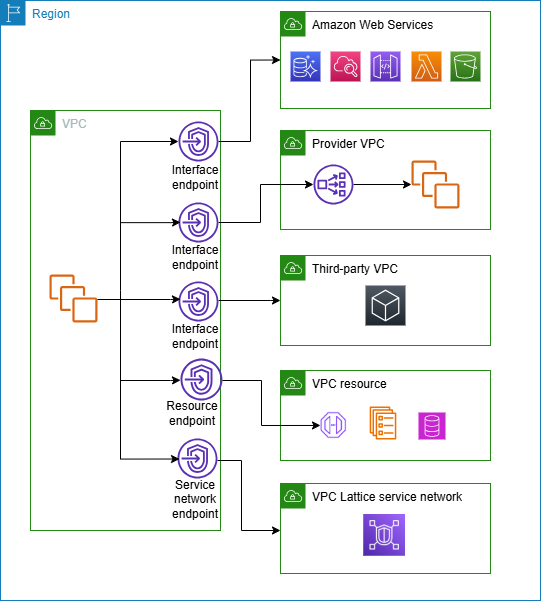 Region
Amazon Web Services
VPC
Interface
endpoint
Provider VPC
Interface
endpoint
Third-party VPC
Interface
endpoint
VPC resource
Resource
endpoint
Service
network
endpoint
VPC Lattice service network